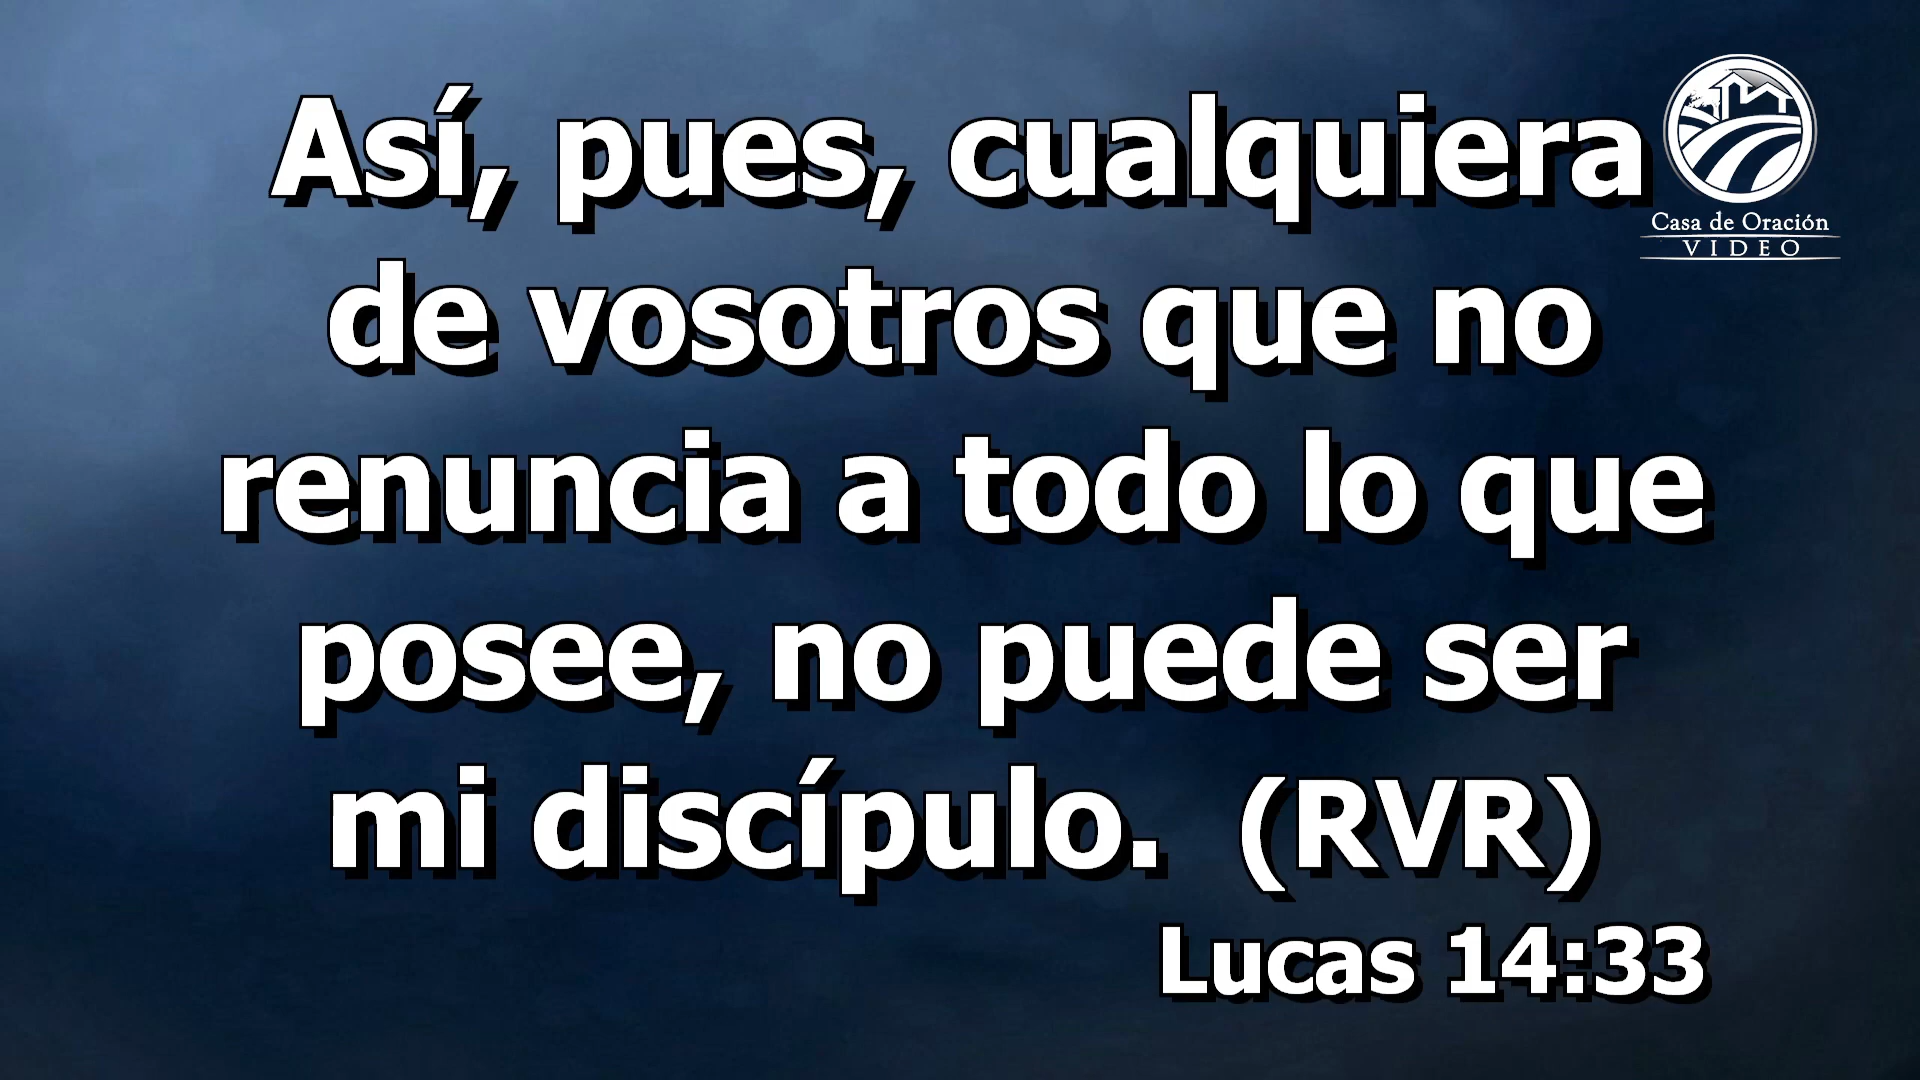 Así, pues, cualquiera
de vosotros que no
renuncia a todo lo que
posee, no puede ser
mi discípulo. (RVR)
Lucas 14:33
Casa de Oración
VIDEO